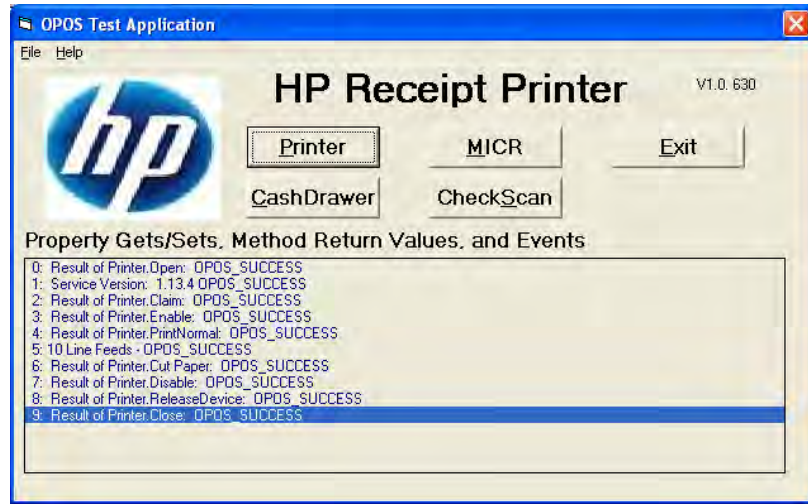 OPOS Test Application
File Help
hp
HP Receipt Printer
V1.0. 630
Printer MICR Exit
CashDrawer CheckScan
Property Gets/Sets, Method Return Values, and Events
0: Result of Printer.Open: OPOS_SUCCESS
1: Service Version: 1.13.4 OPOS_SUCCESS
2: Result of Printer.Claim: OPOS_SUCCESS
3: Result of Printer.Enable: OPOS_SUCCESS
4: Result of Printer.PrintNormal: OPOS_SUCCESS
5: 10 Line Feeds - OPOS_SUCCESS
6: Result of Printer.Cut Paper: OPOS_SUCCESS
7: Result of Printer.Disable: OPOS_SUCCESS
8: Result of Printer.ReleaseDevice: OPOS_SUCCESS
9: Result of Printer.Close: OPOS_SUCCESS